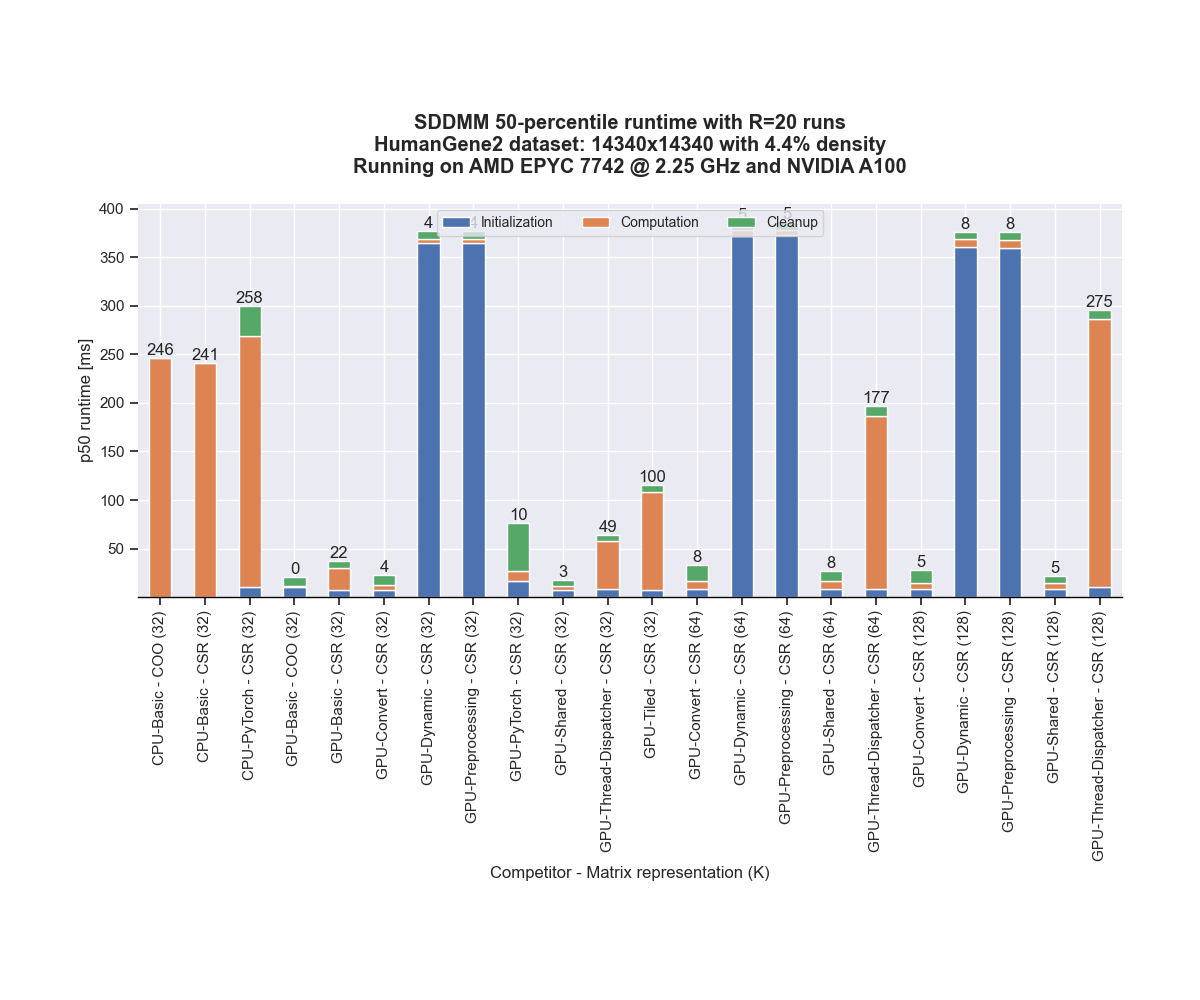 SDDMM 50-percentile runtime with R=20 runs
HumanGene2 dataset: 14340x14340 with 4.4% density
Running on AMD EPYC 7742 @ 2.25 GHz and NVIDIA A100
Initialization Computation Cleanup
p50 runtime [ms]
400
350
300
250
200
150
100
50
246 241 258 0 22 4 4 4 10 3 49 100 8 5 5 8 177 5 8 8 5 275
CPU-Basic - COO (32)
CPU-Basic - CSR (32)
CPU-PyTorch - CSR (32)
GPU-Basic - COO (32)
GPU-Basic - CSR (32)
GPU-Convert - CSR (32)
GPU-Dynamic - CSR (32)
GPU-Preprocessing - CSR (32)
GPU-PyTorch - CSR (32)
GPU-Shared - CSR (32)
GPU-Thread-Dispatcher - CSR (32)
GPU-Tiled - CSR (32)
GPU-Convert - CSR (64)
GPU-Dynamic - CSR (64)
GPU-Preprocessing - CSR (64)
GPU-Shared - CSR (64)
GPU-Thread-Dispatcher - CSR (64)
GPU-Convert - CSR (128)
GPU-Dynamic - CSR (128)
GPU-Preprocessing - CSR (128)
GPU-Shared - CSR (128)
GPU-Thread-Dispatcher - CSR (128)
Competitor - Matrix representation (K)